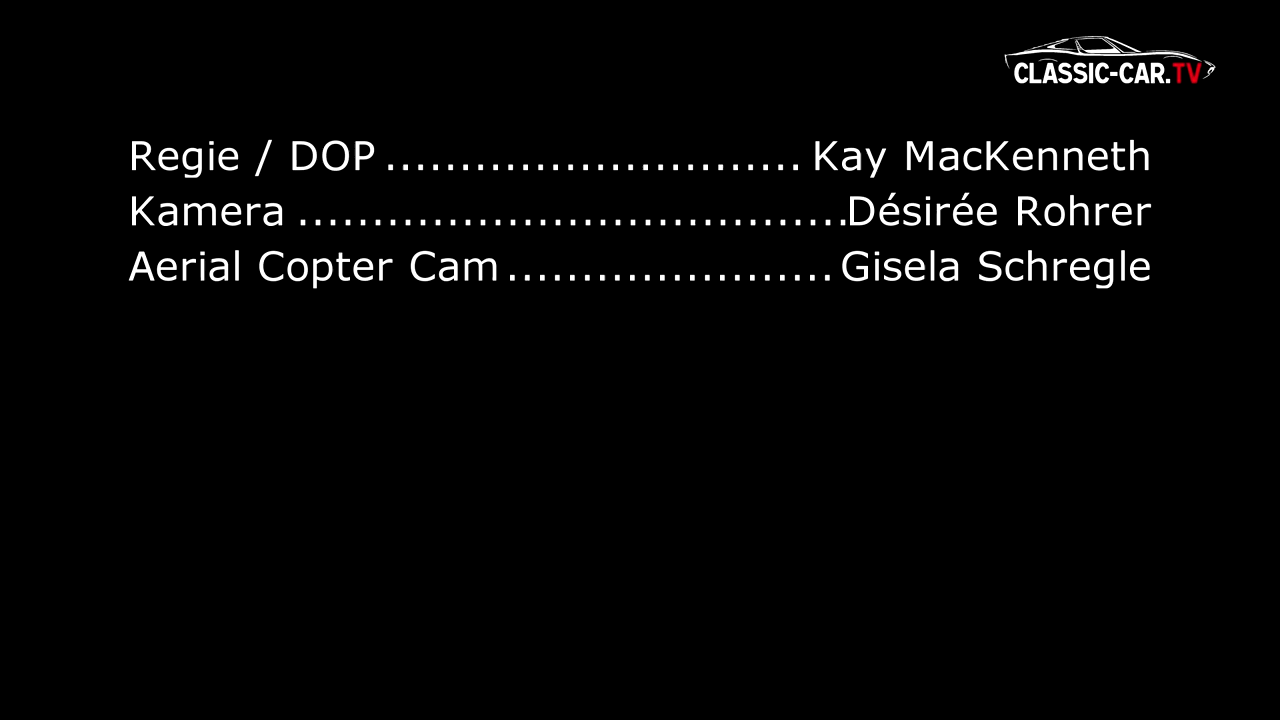 CLASSIC-CAR.TV
Regie / DOP ............................ Kay MacKenneth
Kamera .....................................Désirée Rohrer
Aerial Copter Cam ...................... Gisela Schregle